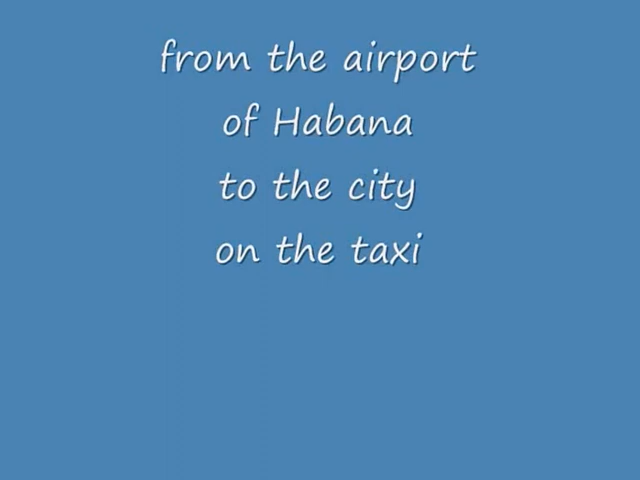 from the airport
of Habana
to the city
on the taxi